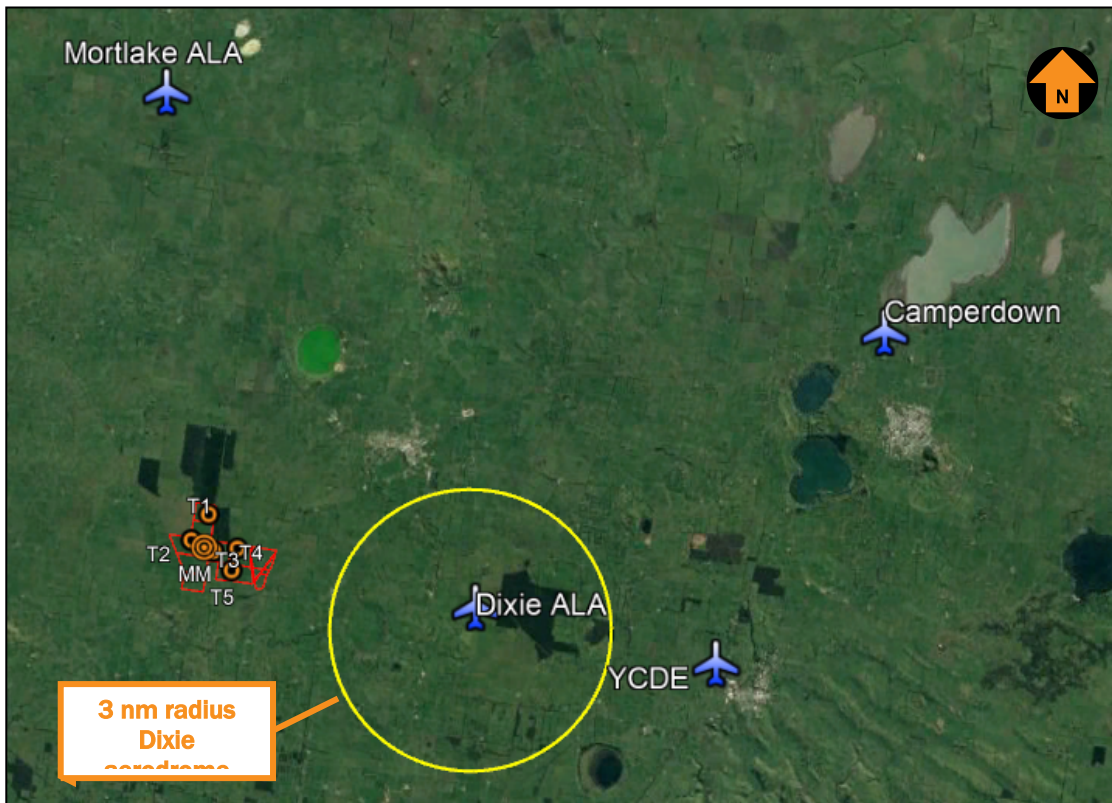 Mortlake ALA
N
Camperdown
T1
T2
T3
T4
MM
T5
Dixie ALA
YCDE
3 nm radius
Dixie